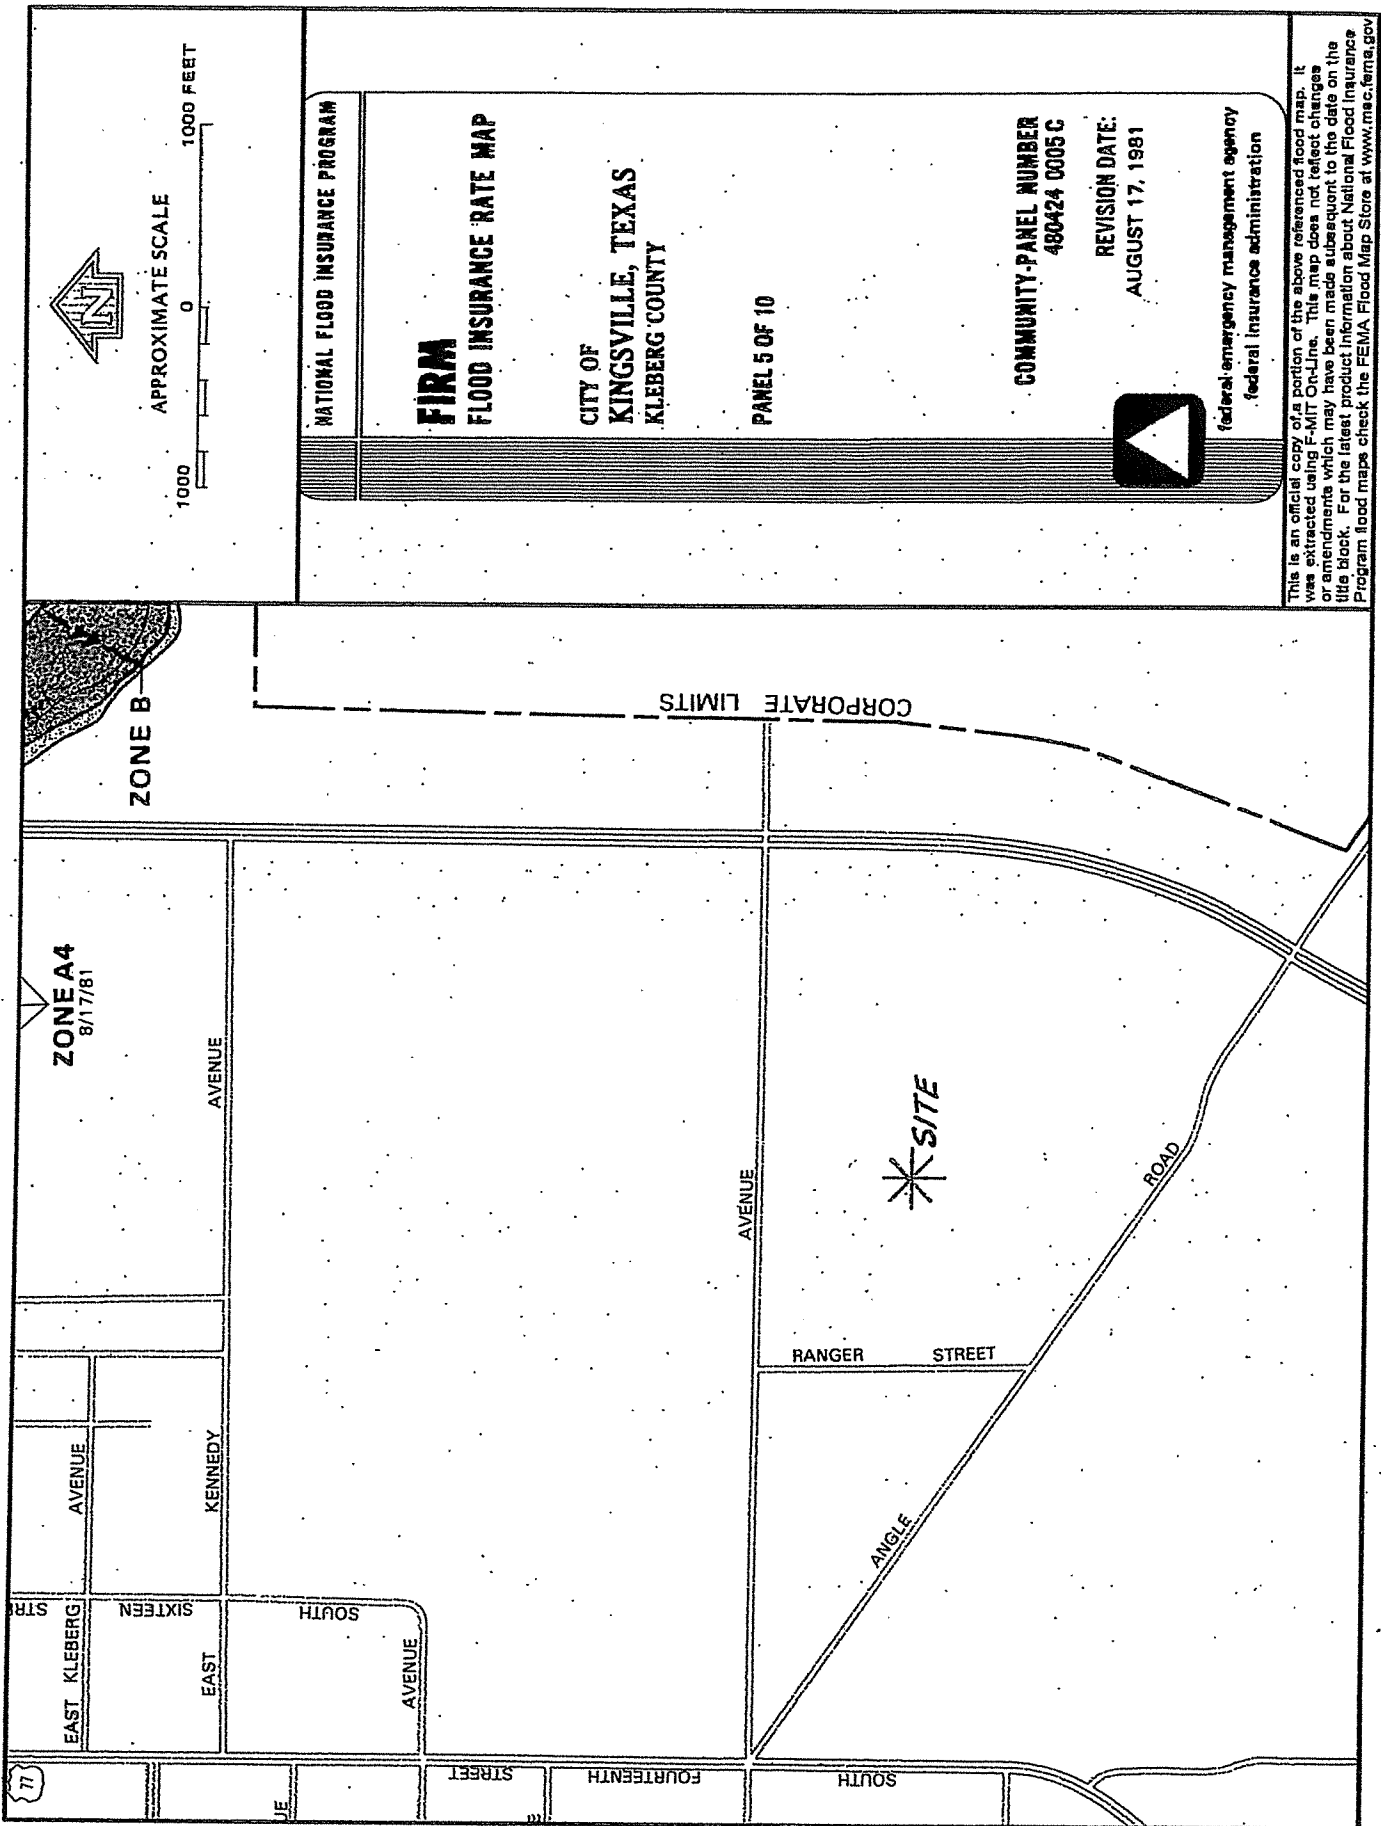 APPROXIMATE SCALE
1000 0 1000 FEET
N
NATIONAL FLOOD INSURANCE PROGRAM
FIRM
FLOOD INSURANCE RATE MAP
CITY OF
KINGSVILLE, TEXAS
KLEBERG COUNTY
PANEL 5 OF 10
COMMUNITY-PANEL NUMBER
480424 0005 C
REVISION DATE:
AUGUST 17, 1981
federal emergency management agency
federal insurance administration
This is an official copy of a portion of the above referenced flood map. It
was extracted using F-MIT On-Line. This map does not reflect changes
or amendments which may have been made subsequent to the date on the
title block. For the latest product information about National Flood Insurance
Program flood maps check the FEMA Flood Map Store at www.msc.fema.gov
ZONE B
CORPORATE LIMITS
ZONE A4
8/17/81
77
EAST KLEBERG AVENUE
EAST KENNEDY AVENUE
SOUTH SIXTEEN STR
AVENUE
AVENUE
SOUTH FOURTEENTH STREET
RANGER STREET
ANGLE ROAD
SITE
UE